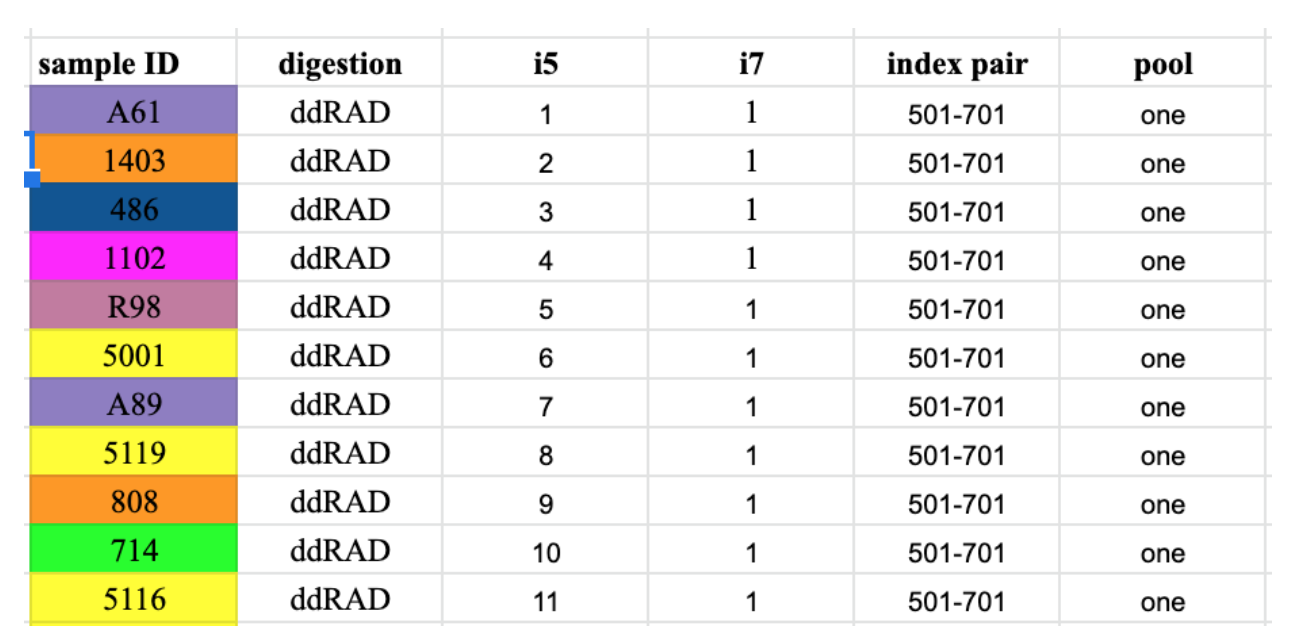 sample ID digestion i5 i7 index pair pool
A61 ddRAD 1 1 501-701 one
1403 ddRAD 2 1 501-701 one
486 ddRAD 3 1 501-701 one
1102 ddRAD 4 1 501-701 one
R98 ddRAD 5 1 501-701 one
5001 ddRAD 6 1 501-701 one
A89 ddRAD 7 1 501-701 one
5119 ddRAD 8 1 501-701 one
808 ddRAD 9 1 501-701 one
714 ddRAD 10 1 501-701 one
5116 ddRAD 11 1 501-701 one